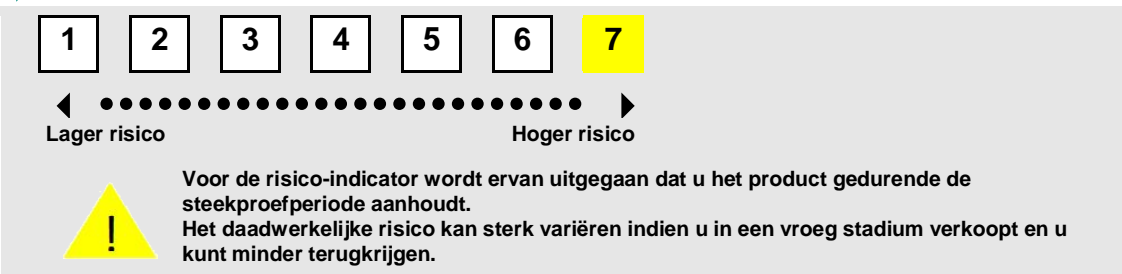 1 2 3 4 5 6 7
Lager risico Hoger risico
!
Voor de risico-indicator wordt ervan uitgegaan dat u het product gedurende de
steekproefperiode aanhoudt.
Het daadwerkelijke risico kan sterk variëren indien u in een vroeg stadium verkoopt en u
kunt minder terugkrijgen.